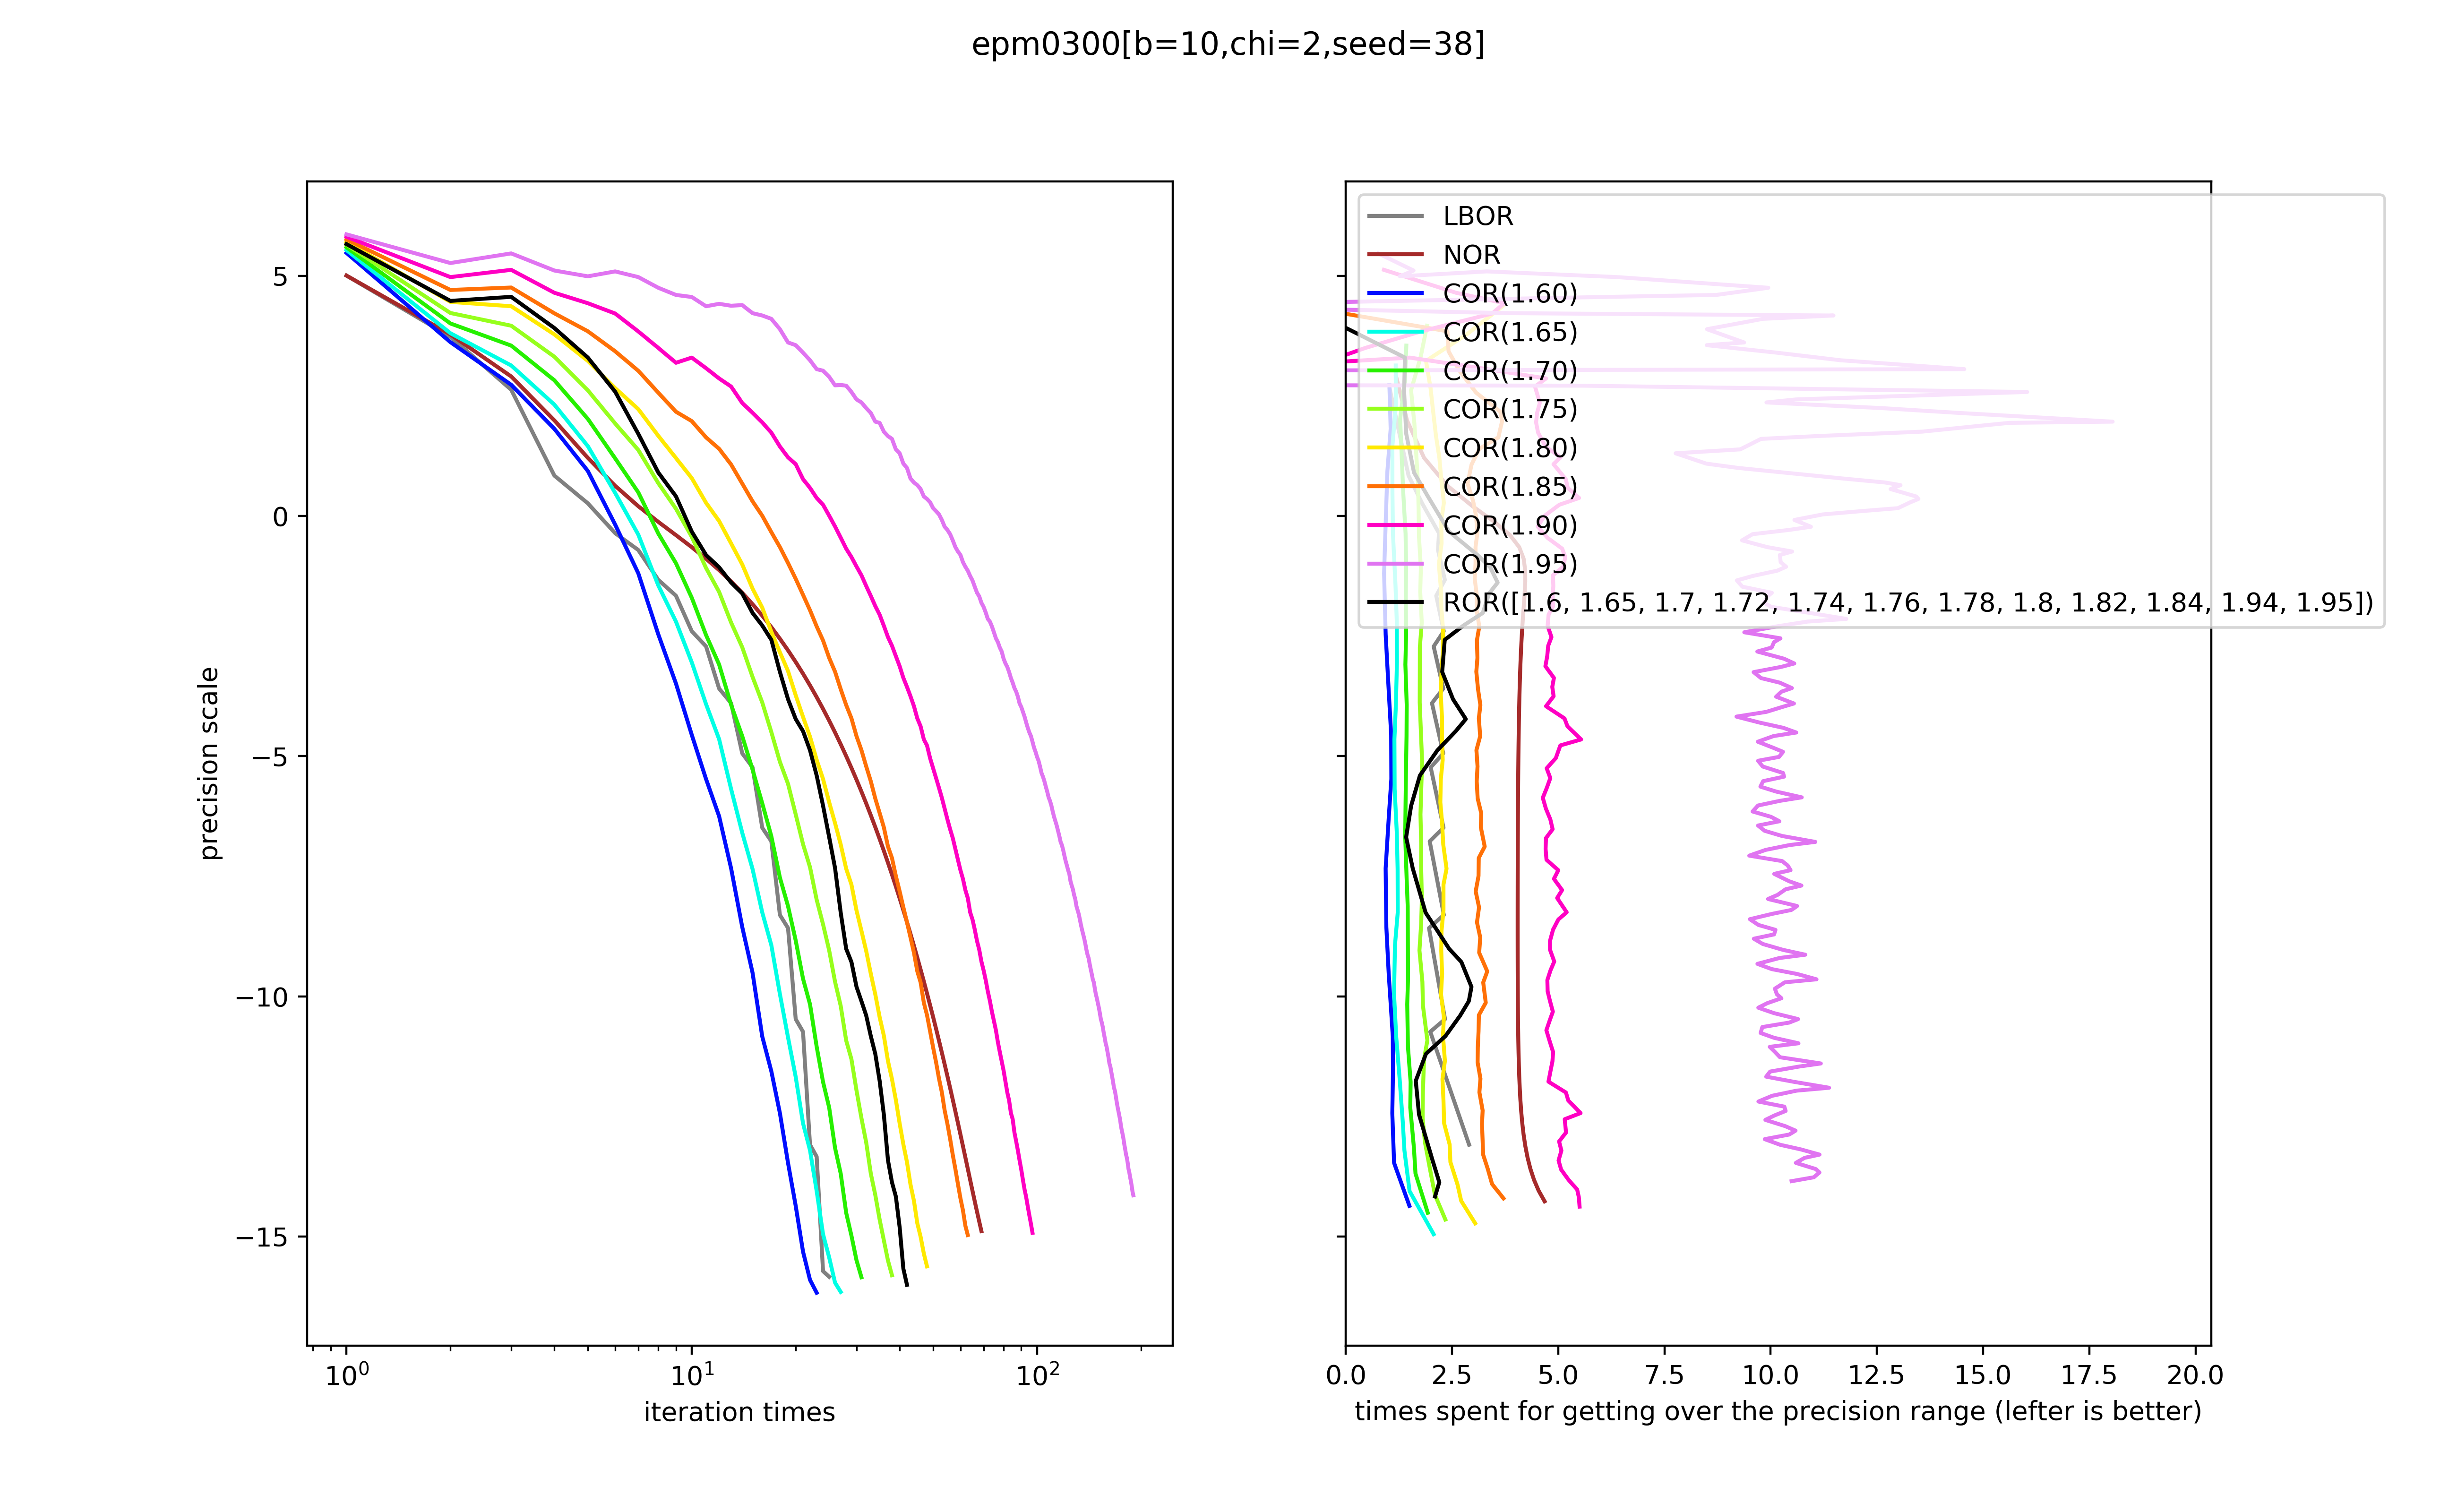 epm0300[b=10,chi=2,seed=38]
precision scale
5
0
−5
−10
−15
10^0
10^1
10^2
iteration times
LBOR
NOR
COR(1.60)
COR(1.65)
COR(1.70)
COR(1.75)
COR(1.80)
COR(1.85)
COR(1.90)
COR(1.95)
ROR([1.6, 1.65, 1.7, 1.72, 1.74, 1.76, 1.78, 1.8, 1.82, 1.84, 1.94, 1.95])
0.0 2.5 5.0 7.5 10.0 12.5 15.0 17.5 20.0
times spent for getting over the precision range (lefter is better)